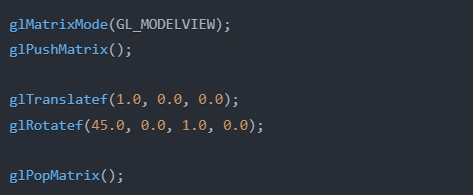 glMatrixMode(GL_MODELVIEW);
glPushMatrix();
glTranslatef(1.0, 0.0, 0.0);
glRotatef(45.0, 0.0, 1.0, 0.0);
glPopMatrix();